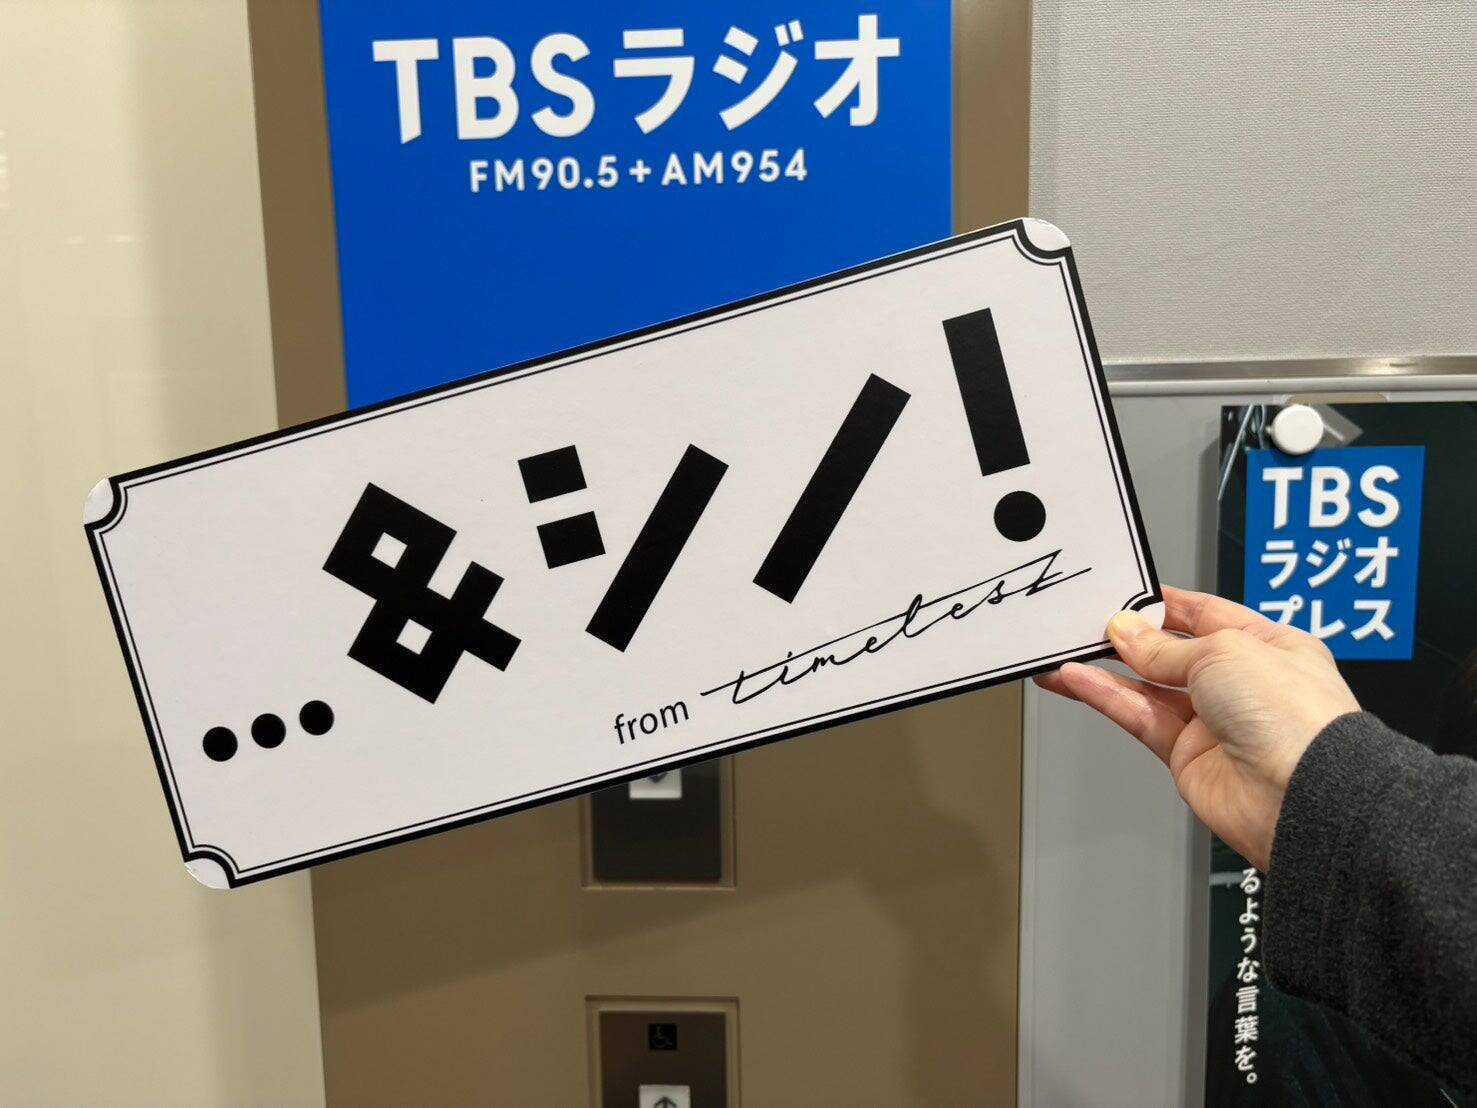 TBSラジオ
FM90.5+AM954
...&シノ!
from timelesz
TBS
ラジオ
プレス
るような言葉を。